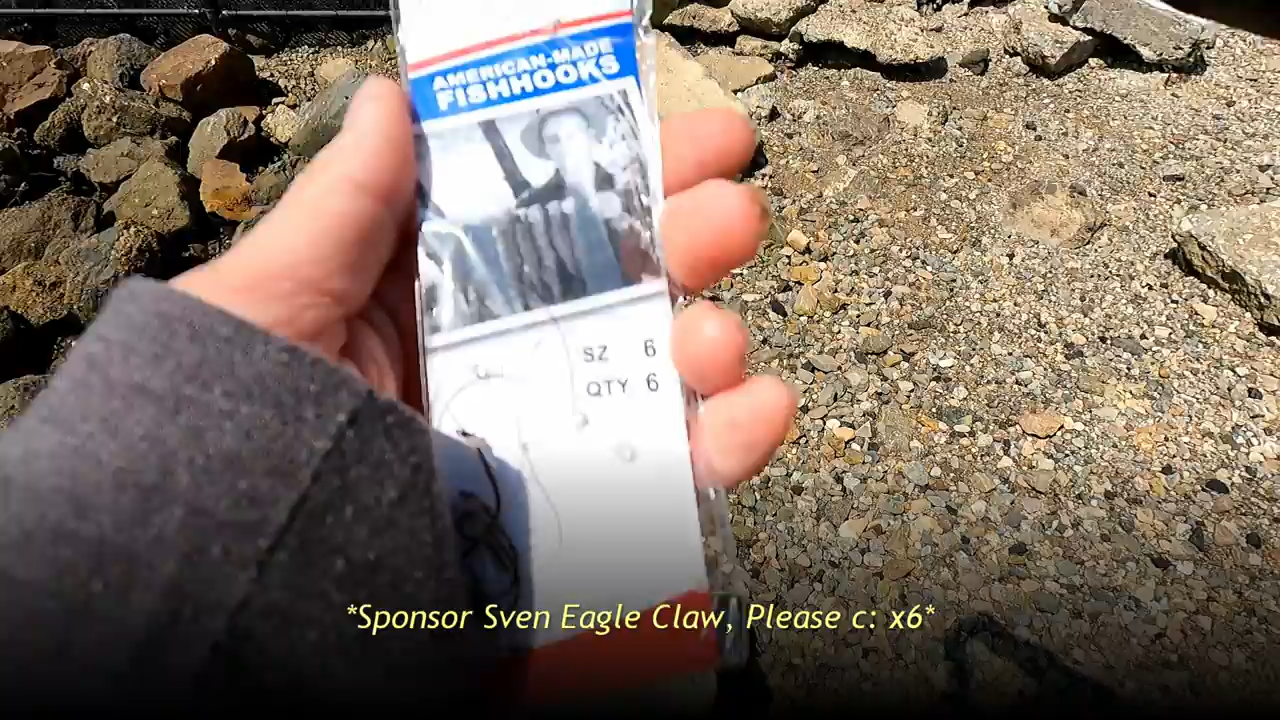 AMERICAN-MADE
FISHHOOKS
SZ 6
QTY 6
*Sponsor Sven Eagle Claw, Please c: x6*